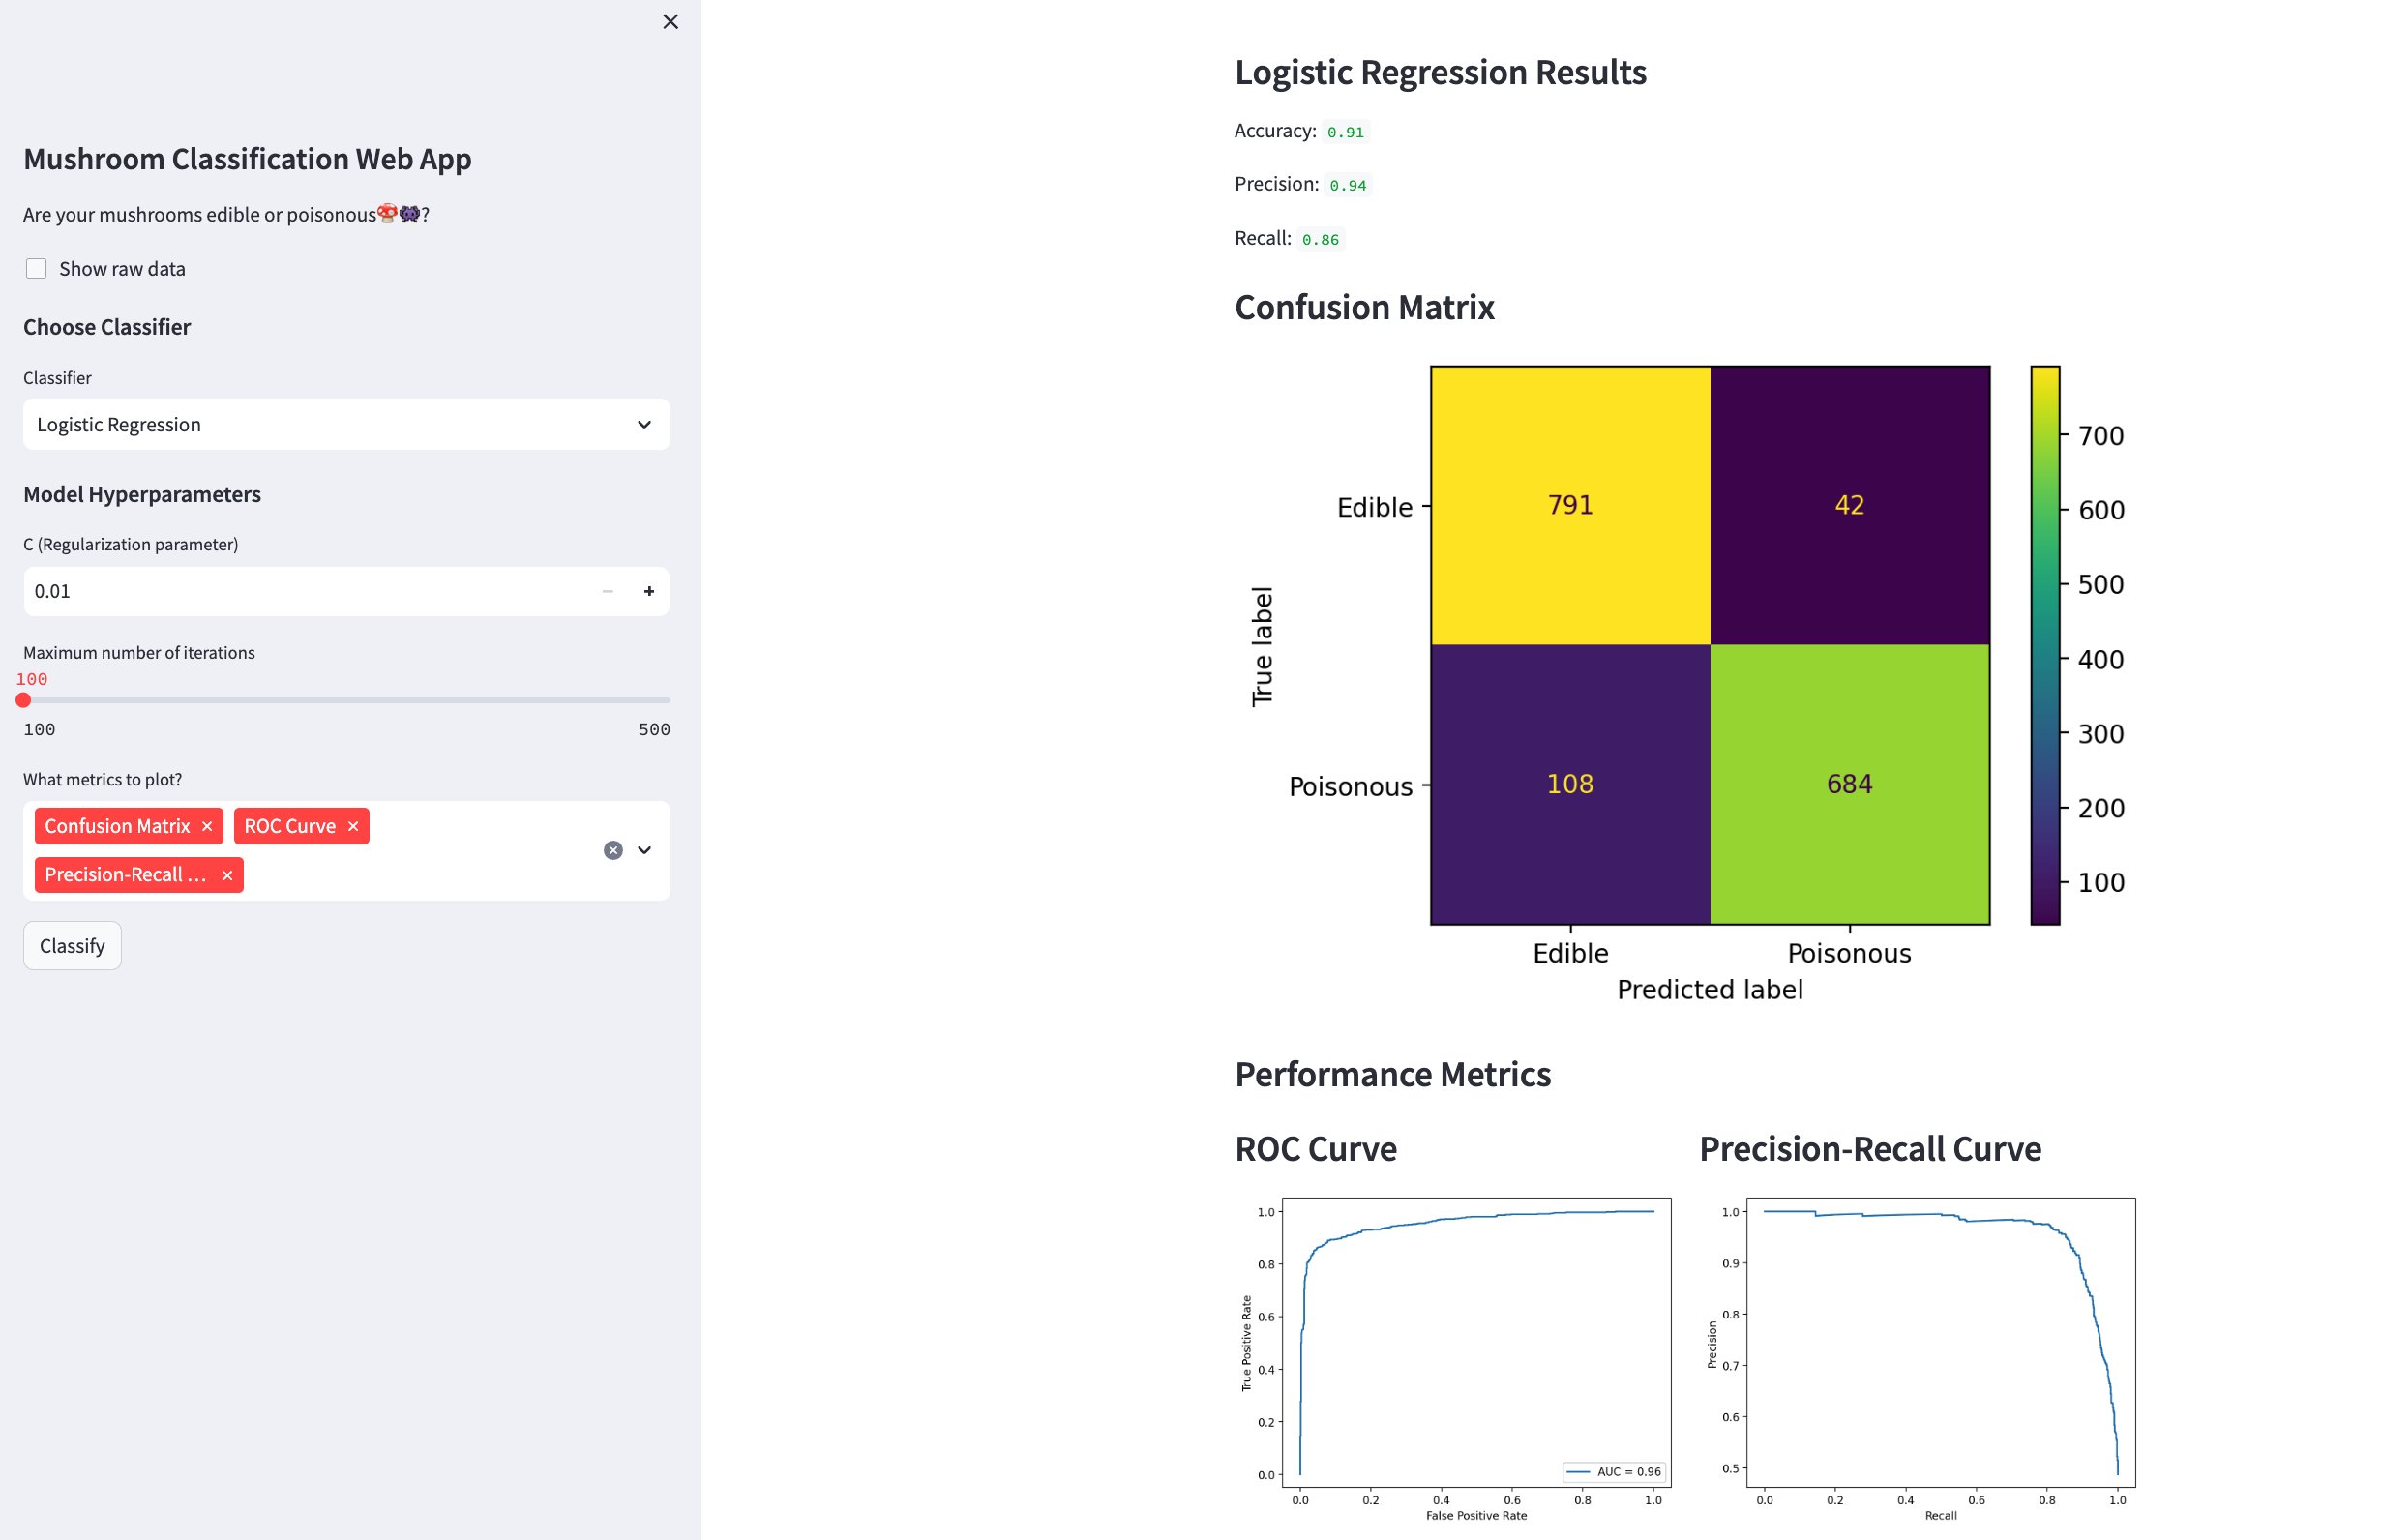 Mushroom Classification Web App
Are your mushrooms edible or poisonous🍄👾?
Show raw data
Choose Classifier
Classifier
Logistic Regression
Model Hyperparameters
C (Regularization parameter)
0.01
Maximum number of iterations
100
100 500
What metrics to plot?
Confusion Matrix ROC Curve
Precision-Recall ...
Classify
Logistic Regression Results
Accuracy: 0.91
Precision: 0.94
Recall: 0.86
Confusion Matrix
True label
Edible 791 42
Poisonous 108 684
Edible Poisonous
Predicted label
700
600
500
400
300
200
100
Performance Metrics
ROC Curve
True Positive Rate
1.0
0.8
0.6
0.4
0.2
0.0
AUC = 0.96
0.0 0.2 0.4 0.6 0.8 1.0
False Positive Rate
Precision-Recall Curve
Precision
1.0
0.9
0.8
0.7
0.6
0.5
0.0 0.2 0.4 0.6 0.8 1.0
Recall